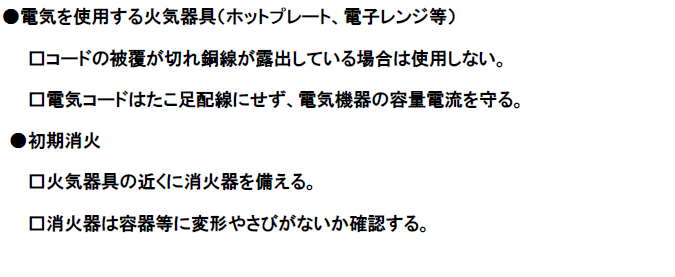 ●電気を使用する火気器具(ホットプレート、電子レンジ等)
□コードの被覆が切れ銅線が露出している場合は使用しない。
□電気コードはたこ足配線にせず、電気機器の容量電流を守る。
●初期消火
□火気器具の近くに消火器を備える。
□消火器は容器等に変形やさびがないか確認する。